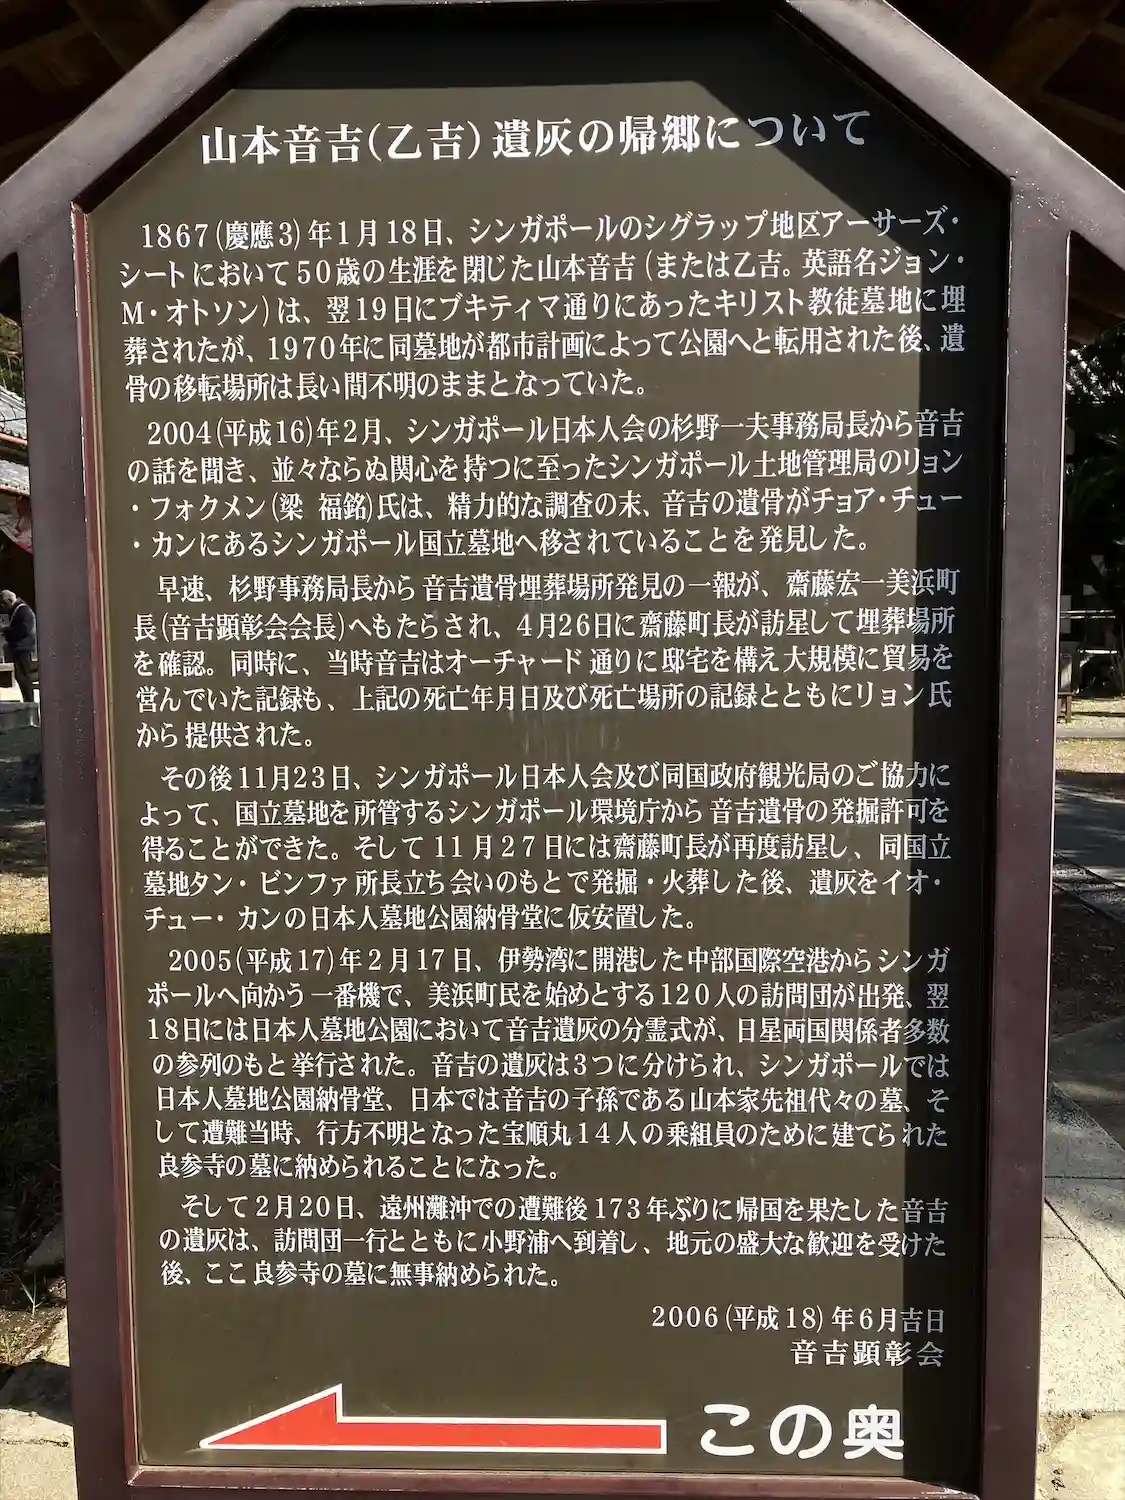 山本音吉(乙吉)遺灰の帰郷について
1867(慶應3)年1月18日、シンガポールのシグラップ地区アーサーズ・
シートにおいて50歳の生涯を閉じた山本音吉(または乙吉。英語名ジョン・
M・オトソン)は、翌19日にブキティマ通りにあったキリスト教徒墓地に埋
葬されたが、1970年に同墓地が都市計画によって公園へと転用された後、遺
骨の移転場所は長い間不明のままとなっていた。
2004(平成16)年2月、シンガポール日本人会の杉野一夫事務局長から音吉
の話を聞き、並々ならぬ関心を持つに至ったシンガポール土地管理局のリョン
・フォクメン(梁 福銘)氏は、精力的な調査の末、音吉の遺骨がチョア・チュー
・カンにあるシンガポール国立墓地へ移されていることを発見した。
早速、杉野事務局長から音吉遺骨埋葬場所発見の一報が、齋藤宏一美浜町
長(音吉顕彰会会長)へもたらされ、4月26日に齋藤町長が訪星して埋葬場所
を確認。同時に、当時音吉はオーチャード通りに邸宅を構え大規模に貿易を
営んでいた記録も、上記の死亡年月日及び死亡場所の記録とともにリョン氏
から提供された。
その後11月23日、シンガポール日本人会及び同国政府観光局のご協力に
よって、国立墓地を所管するシンガポール環境庁から音吉遺骨の発掘許可を
得ることができた。そして11月27日には齋藤町長が再度訪星し、同国立
墓地タン・ビンファ所長立ち会いのもとで発掘・火葬した後、遺灰をイオ・
チュー・カンの日本人墓地公園納骨堂に仮安置した。
2005(平成17)年2月17日、伊勢湾に開港した中部国際空港からシンガ
ポールへ向かう一番機で、美浜町民を始めとする120人の訪問団が出発、翌
18日には日本人墓地公園において音吉遺灰の分霊式が、日星両国関係者多数
の参列のもと挙行された。音吉の遺灰は3つに分けられ、シンガポールでは
日本人墓地公園納骨堂、日本では音吉の子孫である山本家先祖代々の墓、そ
して遭難当時、行方不明となった宝順丸14人の乗組員のために建てられた
良参寺の墓に納められることになった。
そして2月20日、遠州灘沖での遭難後173年ぶりに帰国を果たした音吉
の遺灰は、訪問団一行とともに小野浦へ到着し、地元の盛大な歓迎を受けた
後、ここ良参寺の墓に無事納められた。
2006(平成18)年6月吉日
音吉顕彰会
この奥